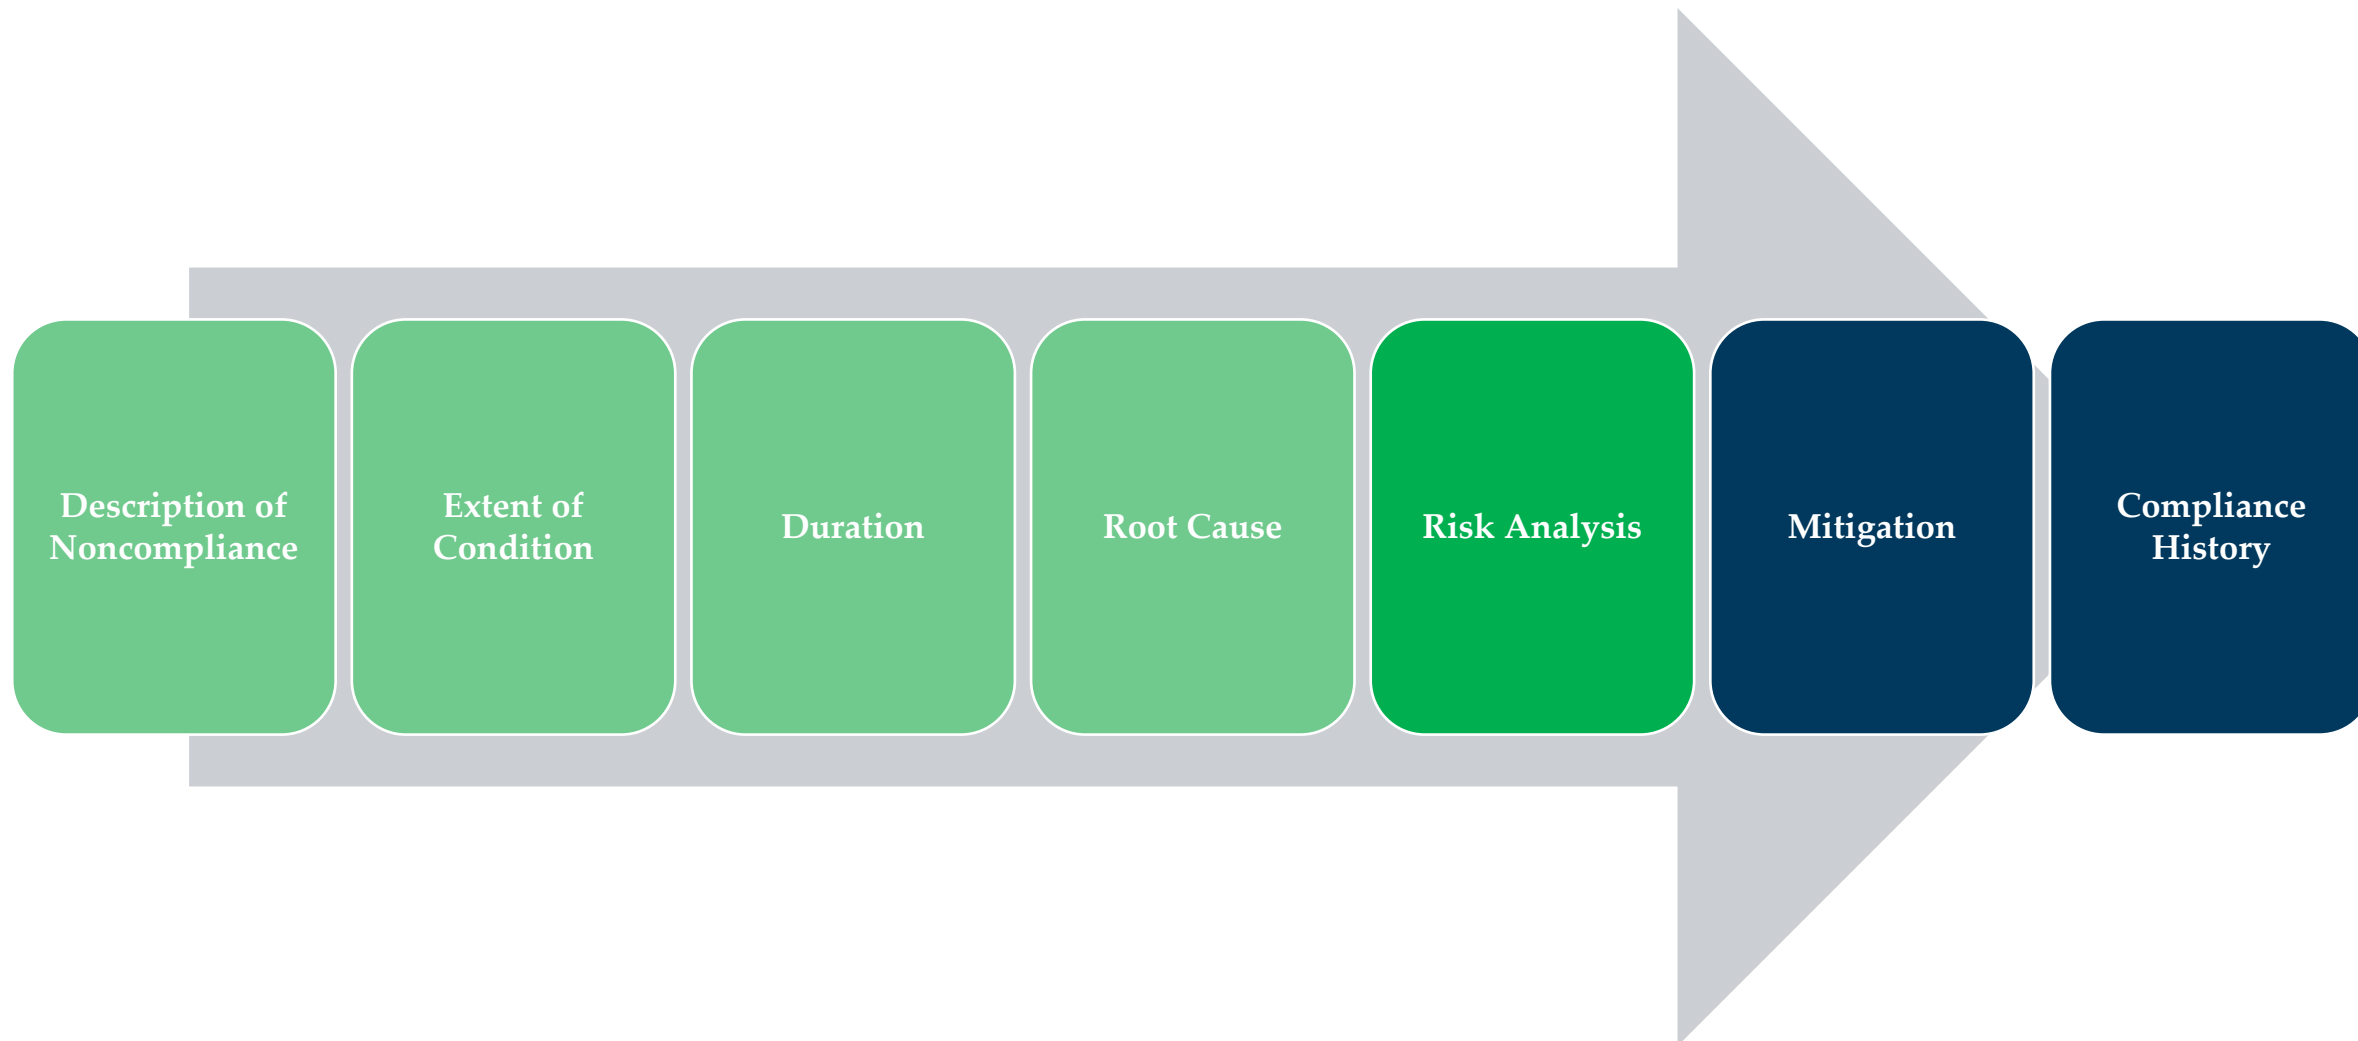 Description of
Noncompliance
Extent of
Condition
Duration
Root Cause
Risk Analysis
Mitigation
Compliance
History